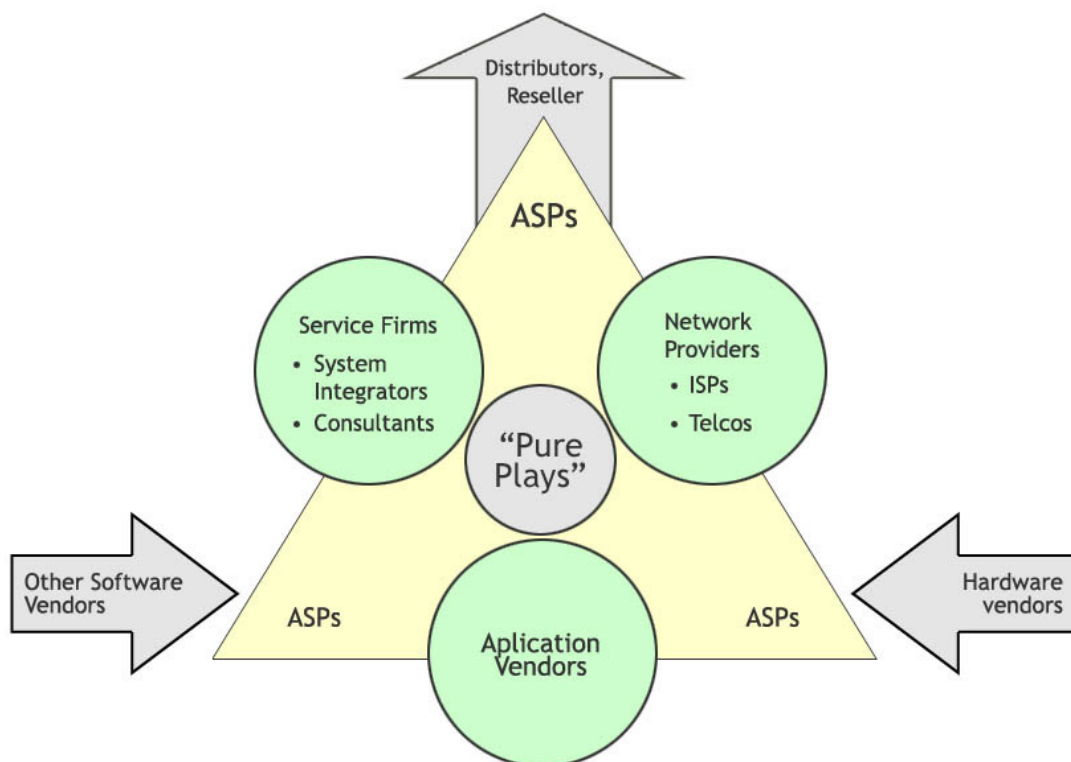 Distributors,
Reseller
ASPs
Service Firms
• System
Integrators
• Consultants
Network
Providers
• ISPs
• Telcos
“Pure
Plays”
Other Software
Vendors
Hardware
vendors
ASPs
ASPs
Aplication
Vendors